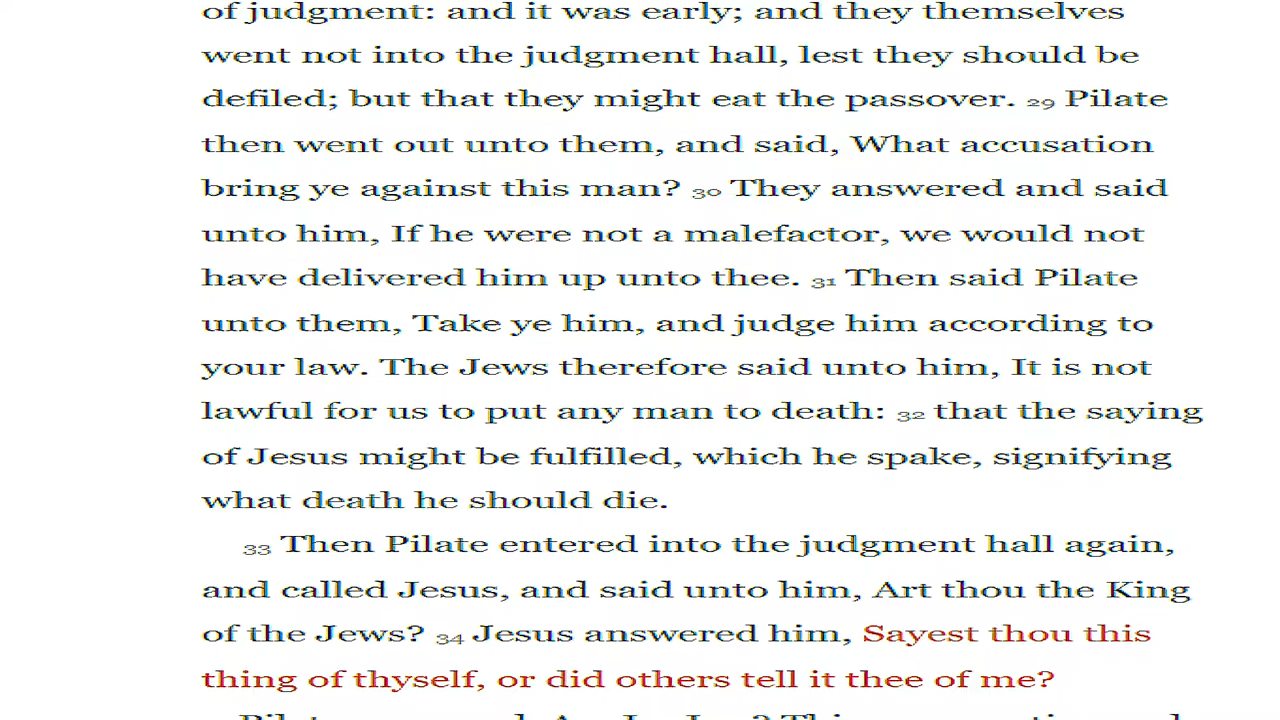 of judgment: and it was early; and they themselves
went not into the judgment hall, lest they should be
defiled; but that they might eat the passover. 29 Pilate
then went out unto them, and said, What accusation
bring ye against this man? 30 They answered and said
unto him, If he were not a malefactor, we would not
have delivered him up unto thee. 31 Then said Pilate
unto them, Take ye him, and judge him according to
your law. The Jews therefore said unto him, It is not
lawful for us to put any man to death: 32 that the saying
of Jesus might be fulfilled, which he spake, signifying
what death he should die.
33 Then Pilate entered into the judgment hall again,
and called Jesus, and said unto him, Art thou the King
of the Jews? 34 Jesus answered him, Sayest thou this
thing of thyself, or did others tell it thee of me?